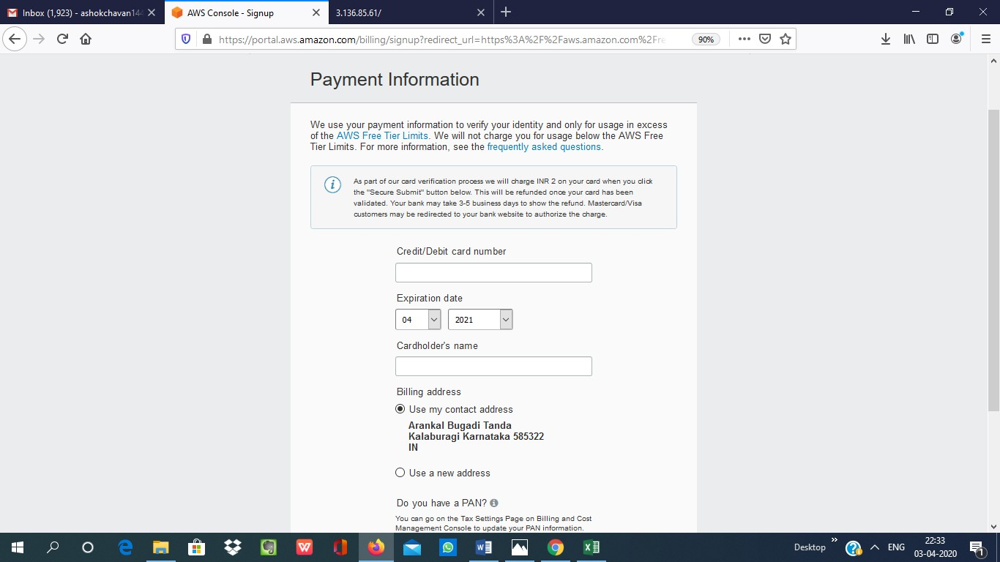 Inbox (1,923) - ashokchavan144
AWS Console - Signup
3.136.85.61/
https://portal.aws.amazon.com/billing/signup?redirect_url=https%3A%2F%2Faws.amazon.com%2Fre
90%
Payment Information
We use your payment information to verify your identity and only for usage in excess
of the AWS Free Tier Limits. We will not charge you for usage below the AWS Free
Tier Limits. For more information, see the frequently asked questions.
As part of our card verification process we will charge INR 2 on your card when you click
the "Secure Submit" button below. This will be refunded once your card has been
validated. Your bank may take 3-5 business days to show the refund. Mastercard/Visa
customers may be redirected to your bank website to authorize the charge.
Credit/Debit card number
Expiration date
04
2021
Cardholder's name
Billing address
Use my contact address
Arankal Bugadi Tanda
Kalaburagi Karnataka 585322
IN
Use a new address
Do you have a PAN?
You can go on the Tax Settings Page on Billing and Cost
Management Console to update your PAN information.
Desktop
ENG
22:33
03-04-2020
1